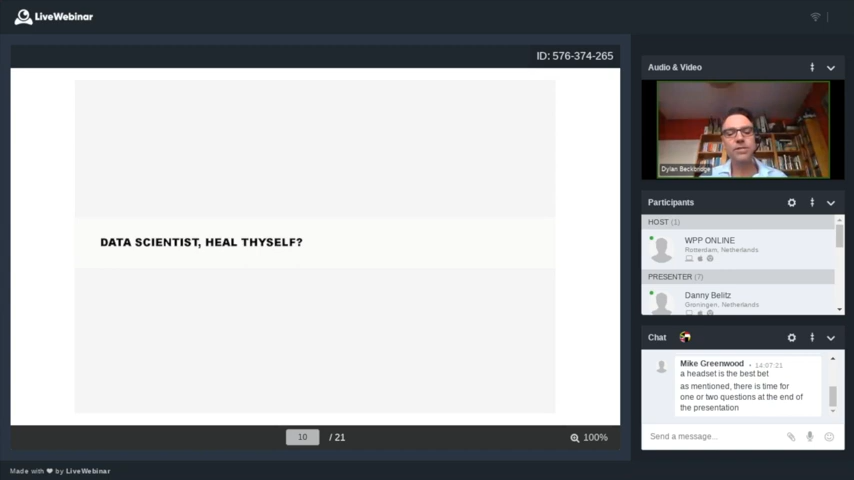 LiveWebinar
ID: 576-374-265
DATA SCIENTIST, HEAL THYSELF?
10 / 21
100%
Audio & Video
Dylan Beckbridge
Participants
HOST (1)
WPP ONLINE
Rotterdam, Netherlands
PRESENTER (7)
Danny Belitz
Groningen, Netherlands
Chat
Mike Greenwood • 14:07:21
a headset is the best bet
as mentioned, there is time for
one or two questions at the end of
the presentation
Send a message...
Made with ❤ by LiveWebinar